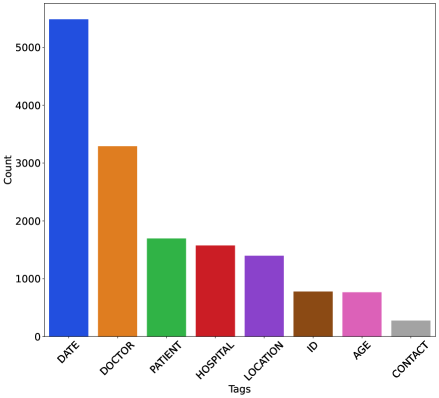 5000
4000
3000
2000
1000
0
Count
DATE
DOCTOR
PATIENT
HOSPITAL
LOCATION
ID
AGE
CONTACT
Tags